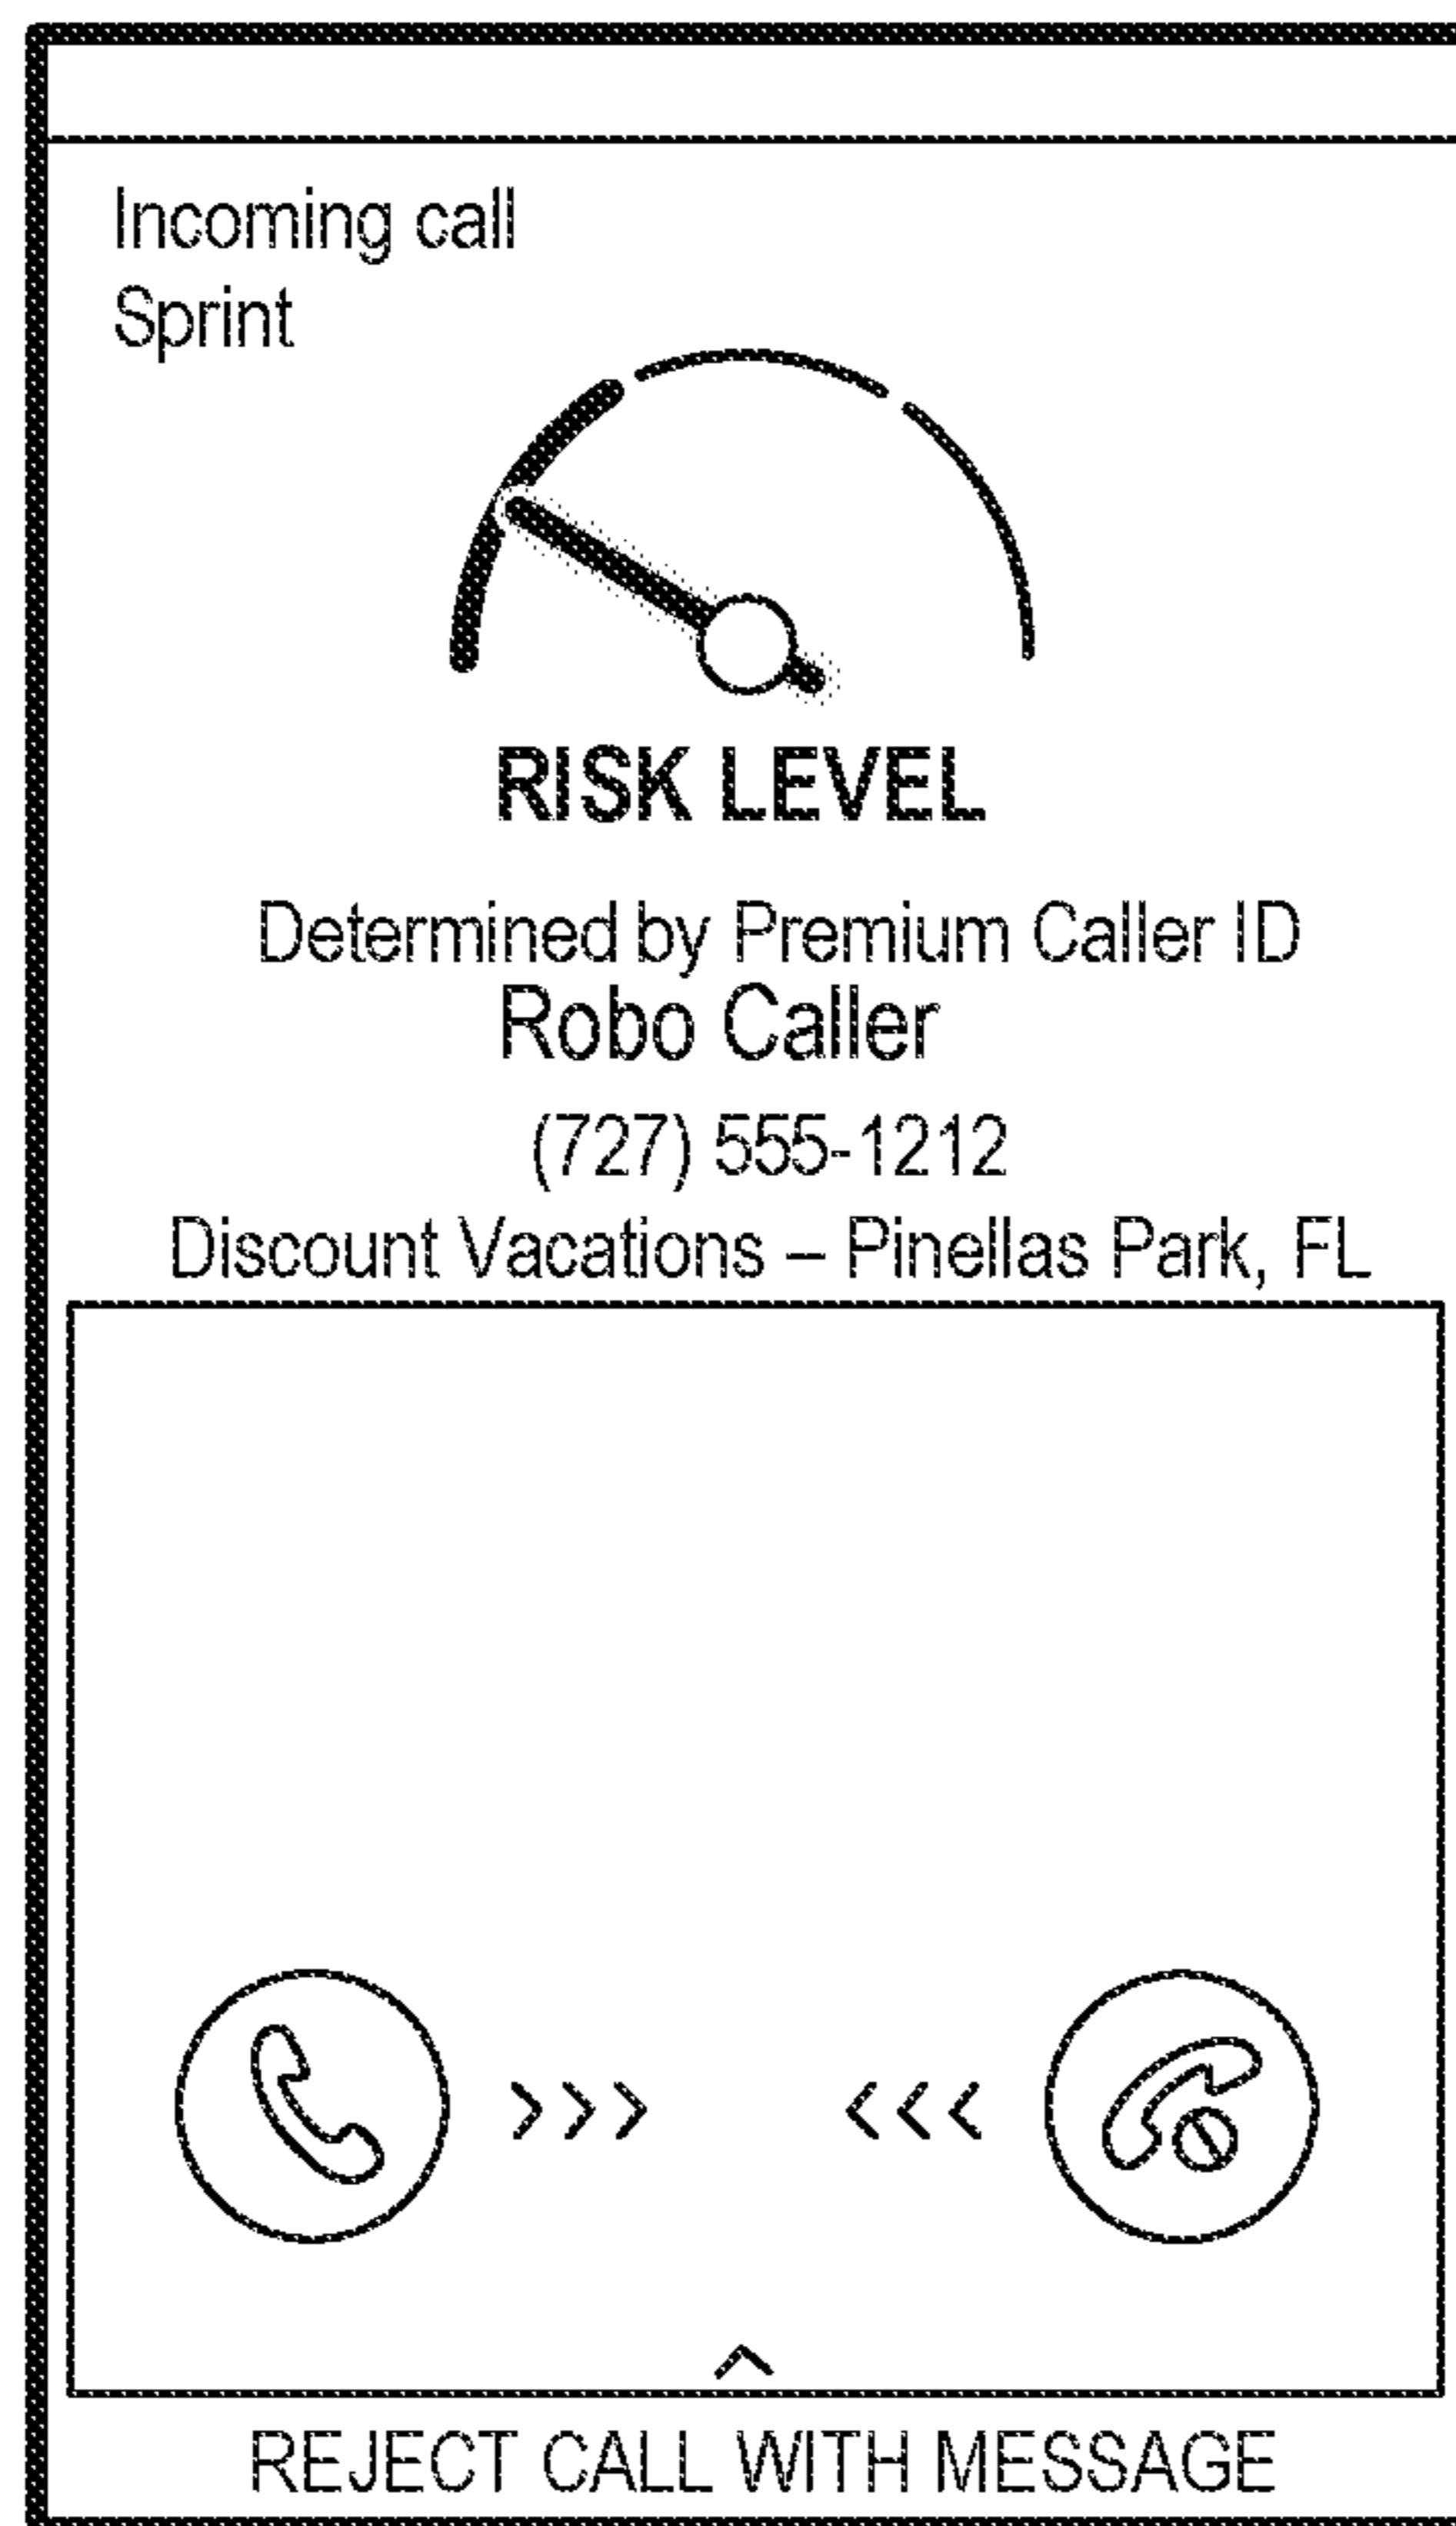 Incoming call
Sprint
RISK LEVEL
Determined by Premium Caller ID
Robo Caller
(727) 555-1212
Discount Vacations – Pinellas Park, FL
REJECT CALL WITH MESSAGE